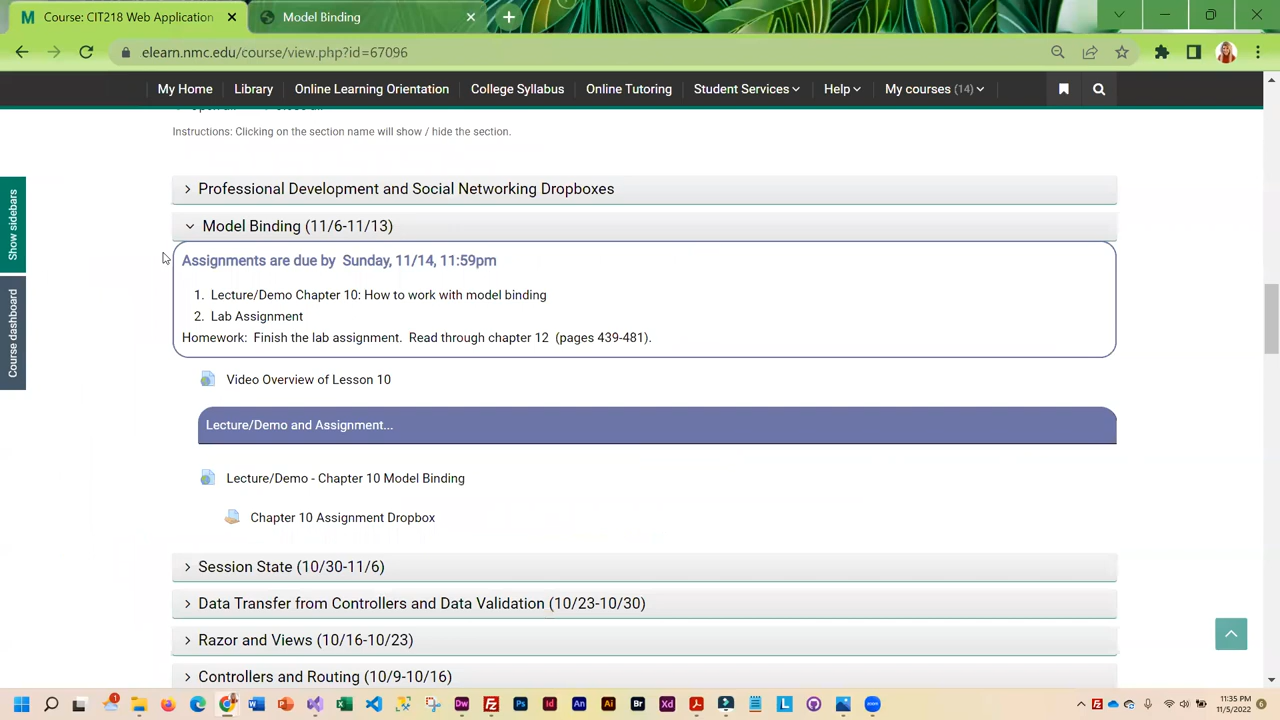 Course: CIT218 Web Application
Model Binding
elearn.nmc.edu/course/view.php?id=67096
My Home Library Online Learning Orientation College Syllabus Online Tutoring Student Services Help My courses (14)
Instructions: Clicking on the section name will show / hide the section.
Show sidebars
Course dashboard
Professional Development and Social Networking Dropboxes
Model Binding (11/6-11/13)
Assignments are due by Sunday, 11/14, 11:59pm
1. Lecture/Demo Chapter 10: How to work with model binding
2. Lab Assignment
Homework: Finish the lab assignment. Read through chapter 12 (pages 439-481).
Video Overview of Lesson 10
Lecture/Demo and Assignment...
Lecture/Demo - Chapter 10 Model Binding
Chapter 10 Assignment Dropbox
Session State (10/30-11/6)
Data Transfer from Controllers and Data Validation (10/23-10/30)
Razor and Views (10/16-10/23)
Controllers and Routing (10/9-10/16)
11:35 PM
11/5/2022